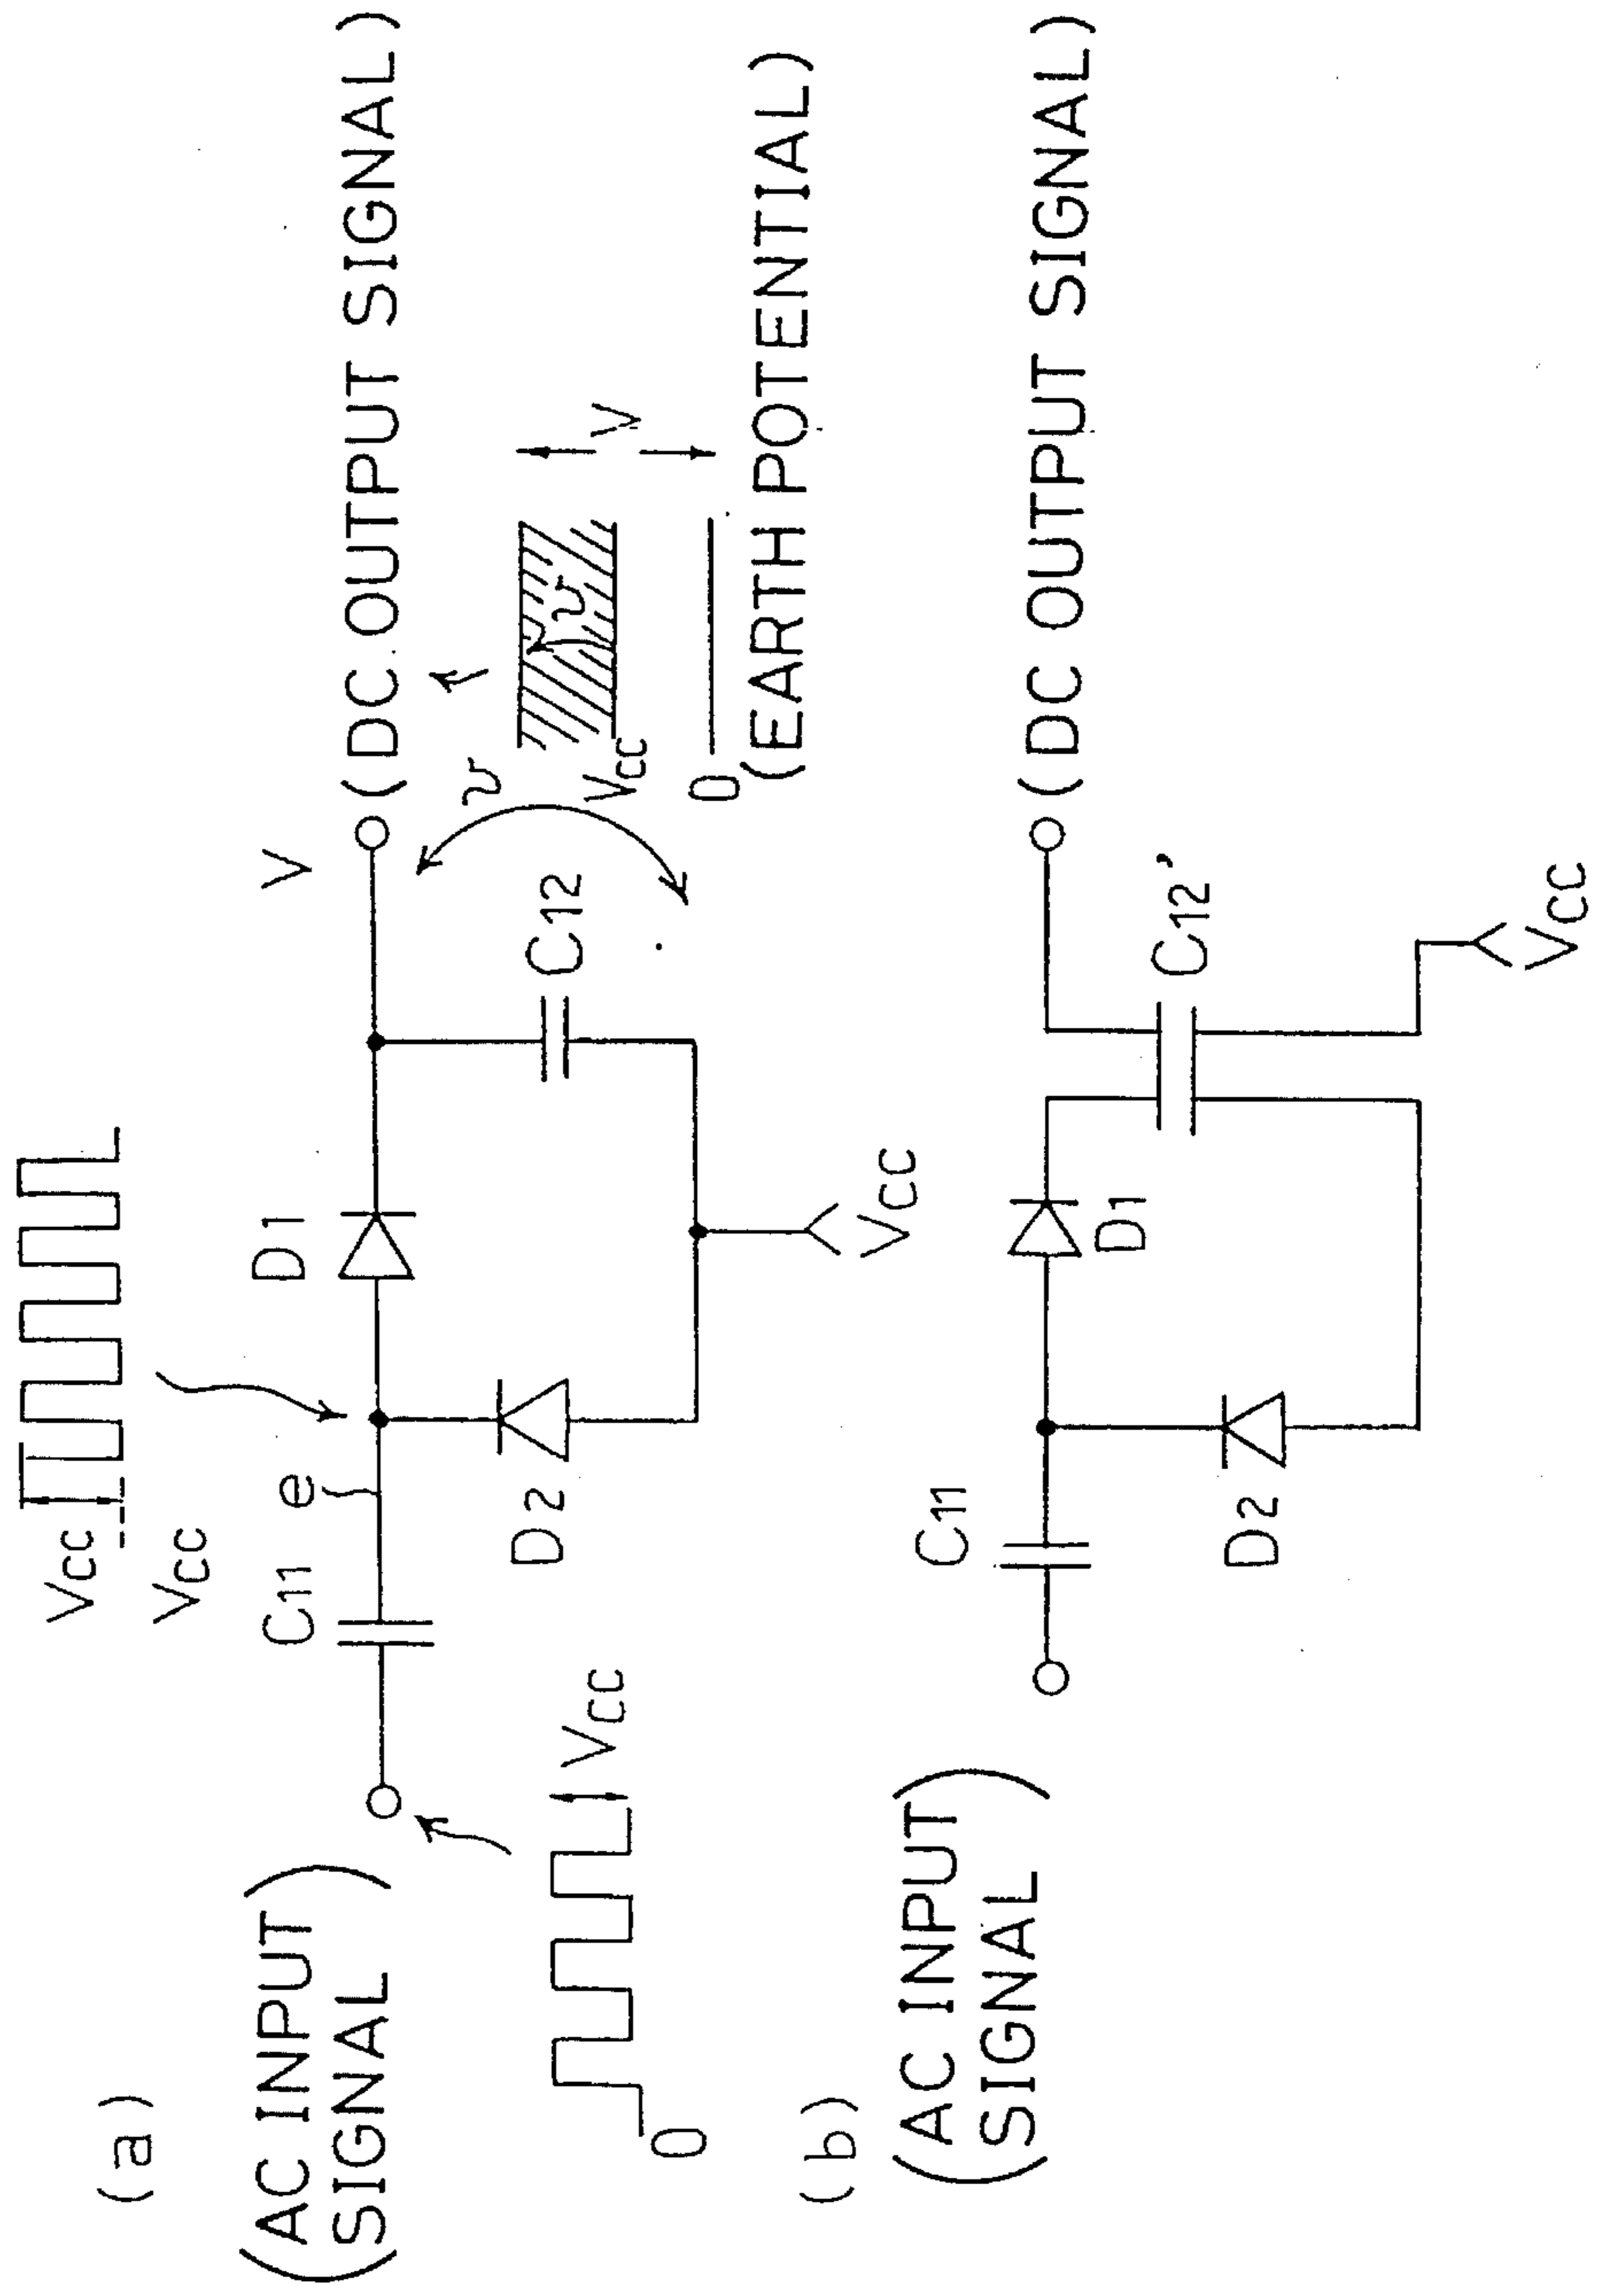 (a)
VCC
VCC
(AC INPUT
SIGNAL)
C11
e
D1
V
(DC OUTPUT SIGNAL)
D2
C12
v
v
V
VCC
0
(EARTH POTENTIAL)
VCC
VCC
0
(b)
(AC INPUT
SIGNAL)
C11
D1
D2
C12'
(DC OUTPUT SIGNAL)
VCC